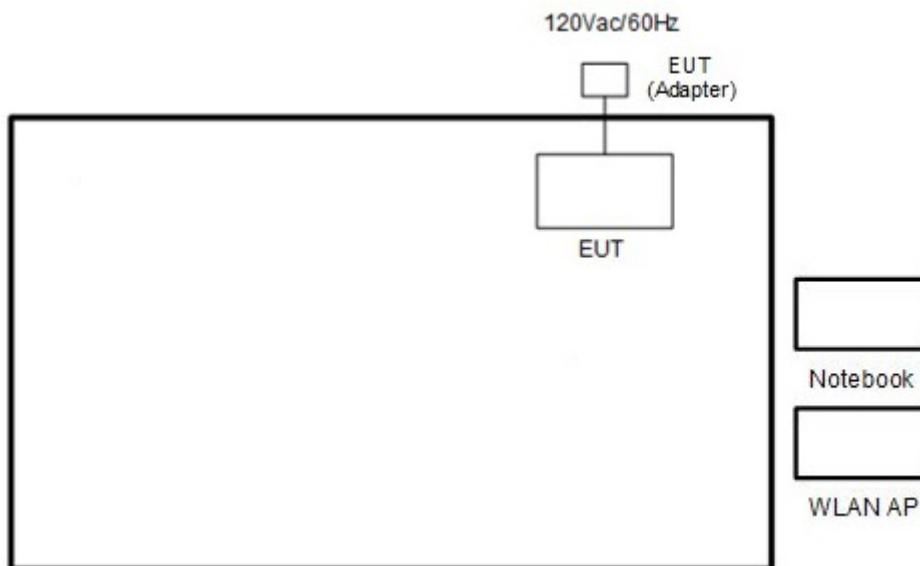 120Vac/60Hz
EUT
(Adapter)
EUT
Notebook
WLAN AP